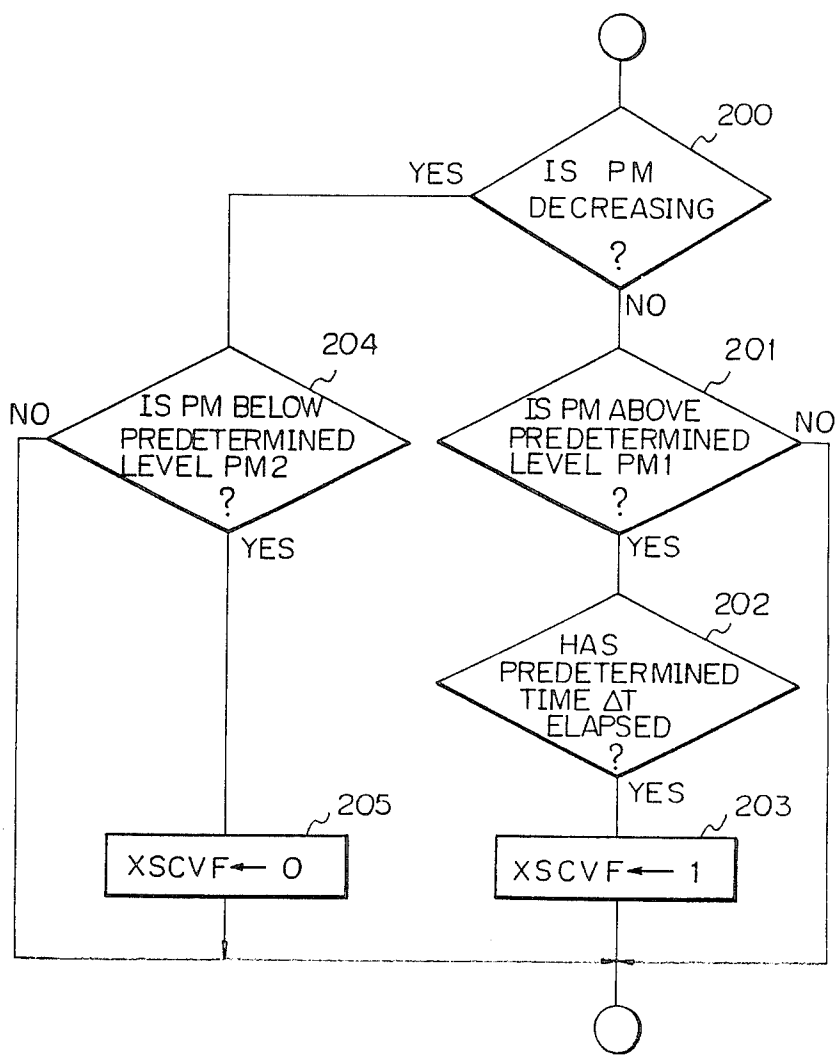 200
YES
IS PM
DECREASING
?
NO
204
201
NO
IS PM BELOW
PREDETERMINED
LEVEL PM2
?
YES
IS PM ABOVE
PREDETERMINED
LEVEL PM1
?
NO
YES
202
HAS
PREDETERMINED
TIME ΔT
ELAPSED
?
YES
205
XSCVF ← 0
203
XSCVF ← 1